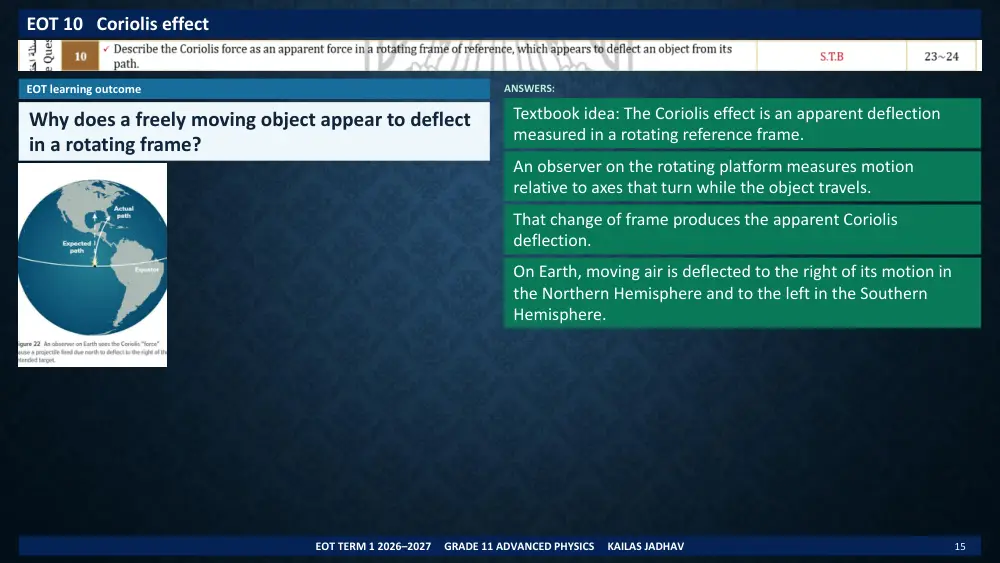 EOT 10 Coriolis effect
10 ✓ Describe the Coriolis force as an apparent force in a rotating frame of reference, which appears to deflect an object from its S.T.B 23~24
path.
EOT learning outcome
Why does a freely moving object appear to deflect
in a rotating frame?
Actual
path
Expected
path
Equator
igure 22 An observer on Earth sees the Coriolis "force"
ause a projectile fired due north to deflect to the right of th
ntended target.
ANSWERS:
Textbook idea: The Coriolis effect is an apparent deflection
measured in a rotating reference frame.
An observer on the rotating platform measures motion
relative to axes that turn while the object travels.
That change of frame produces the apparent Coriolis
deflection.
On Earth, moving air is deflected to the right of its motion in
the Northern Hemisphere and to the left in the Southern
Hemisphere.
EOT TERM 1 2026–2027 GRADE 11 ADVANCED PHYSICS KAILAS JADHAV 15